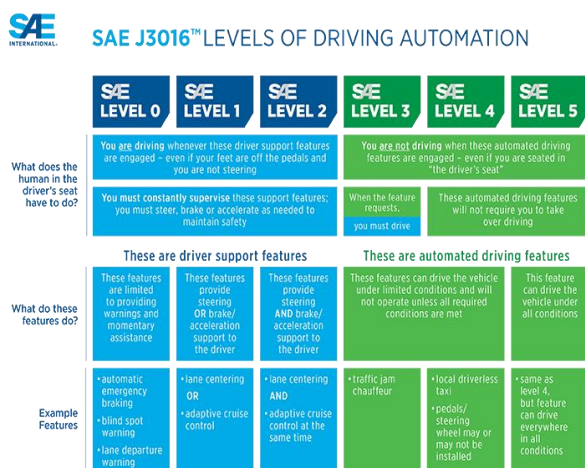 SAE
INTERNATIONAL®
SAE J3016™ LEVELS OF DRIVING AUTOMATION
SAE
LEVEL 0
SAE
LEVEL 1
SAE
LEVEL 2
SAE
LEVEL 3
SAE
LEVEL 4
SAE
LEVEL 5
What does the
human in the
driver's seat
have to do?
You are driving whenever these driver support features
are engaged – even if your feet are off the pedals and
you are not steering
You are not driving when these automated driving
features are engaged – even if you are seated in
"the driver's seat"
You must constantly supervise these support features;
you must steer, brake or accelerate as needed to
maintain safety
When the feature
requests,
you must drive
These automated driving features
will not require you to take
over driving
These are driver support features
These are automated driving features
What do these
features do?
These features
are limited
to providing
warnings and
momentary
assistance
These features
provide
steering
OR brake/
acceleration
support to
the driver
These features
provide
steering
AND brake/
acceleration
support to
the driver
These features can drive the vehicle
under limited conditions and will
not operate unless all required
conditions are met
This feature
can drive the
vehicle under
all conditions
Example
Features
• automatic
emergency
braking
• blind spot
warning
• lane departure
warning
• lane centering
OR
• adaptive cruise
control
• lane centering
AND
• adaptive cruise
control at the
same time
• traffic jam
chauffeur
• local driverless
taxi
• pedals/
steering
wheel may or
may not be
installed
• same as
level 4,
but feature
can drive
everywhere
in all
conditions